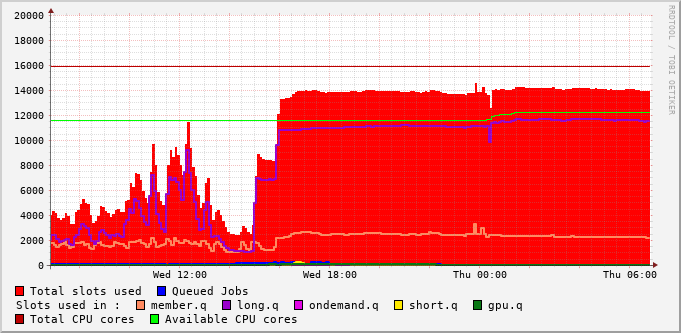 20000
18000
16000
14000
12000
10000
8000
6000
4000
2000
0
RRDTOOL / TOBI OETIKER
Wed 12:00 Wed 18:00 Thu 00:00 Thu 06:00
Total slots used Queued Jobs
Slots used in : member.q long.q ondemand.q short.q gpu.q
Total CPU cores Available CPU cores